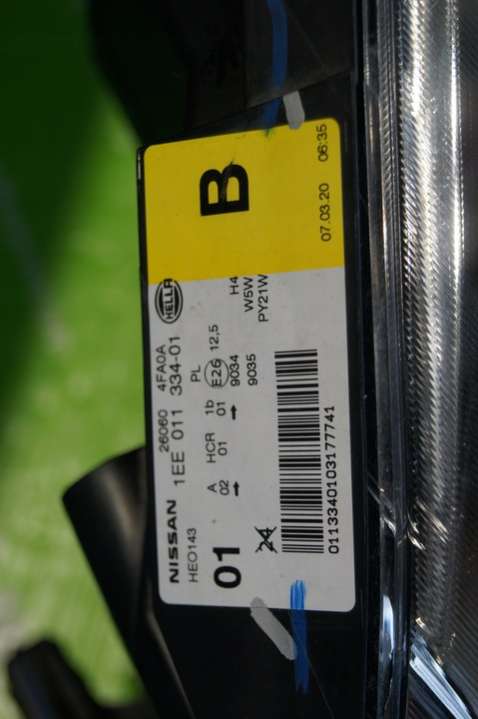 NISSAN 26060 4FA0A
HELLA
HEO143 1EE 011 334-01
PL
A HCR 1b E26 12,5 H4
02 01 01 9034 W5W
9035 PY21W
01
24
0113340103177741
B
07.03.20 06:35